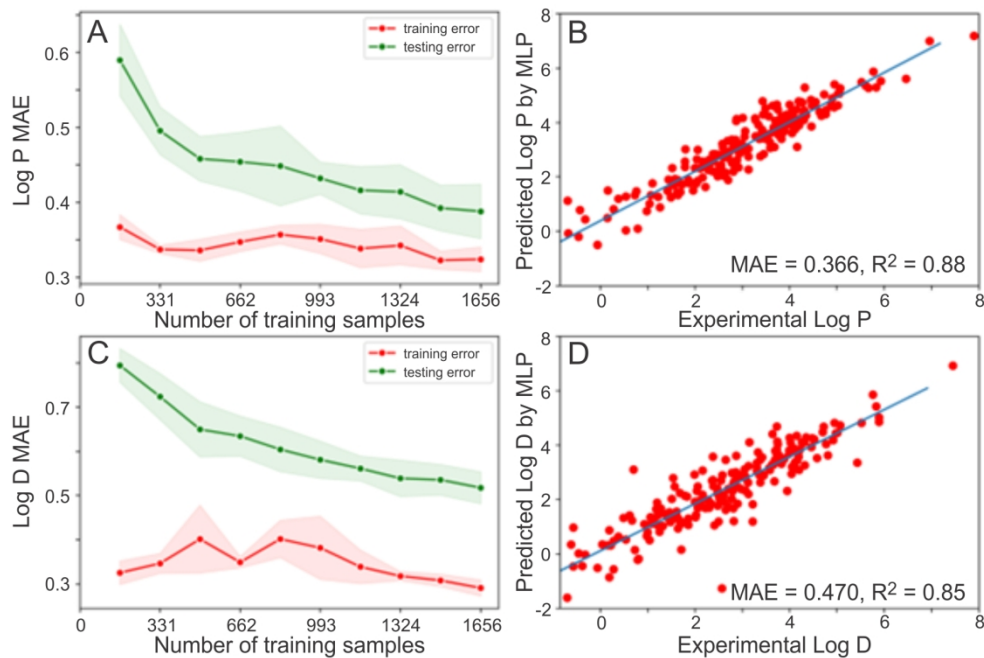 A
training error
testing error
Log P MAE
0.6
0.5
0.4
0.3
0
331
662
993
1324
1656
Number of training samples
B
Predicted Log P by MLP
8
6
4
2
0
-2
MAE = 0.366, R² = 0.88
0
2
4
6
8
Experimental Log P
C
training error
testing error
Log D MAE
0.7
0.5
0.3
0
331
662
993
1324
1656
Number of training samples
D
Predicted Log D by MLP
8
6
4
2
0
-2
MAE = 0.470, R² = 0.85
0
2
4
6
8
Experimental Log D